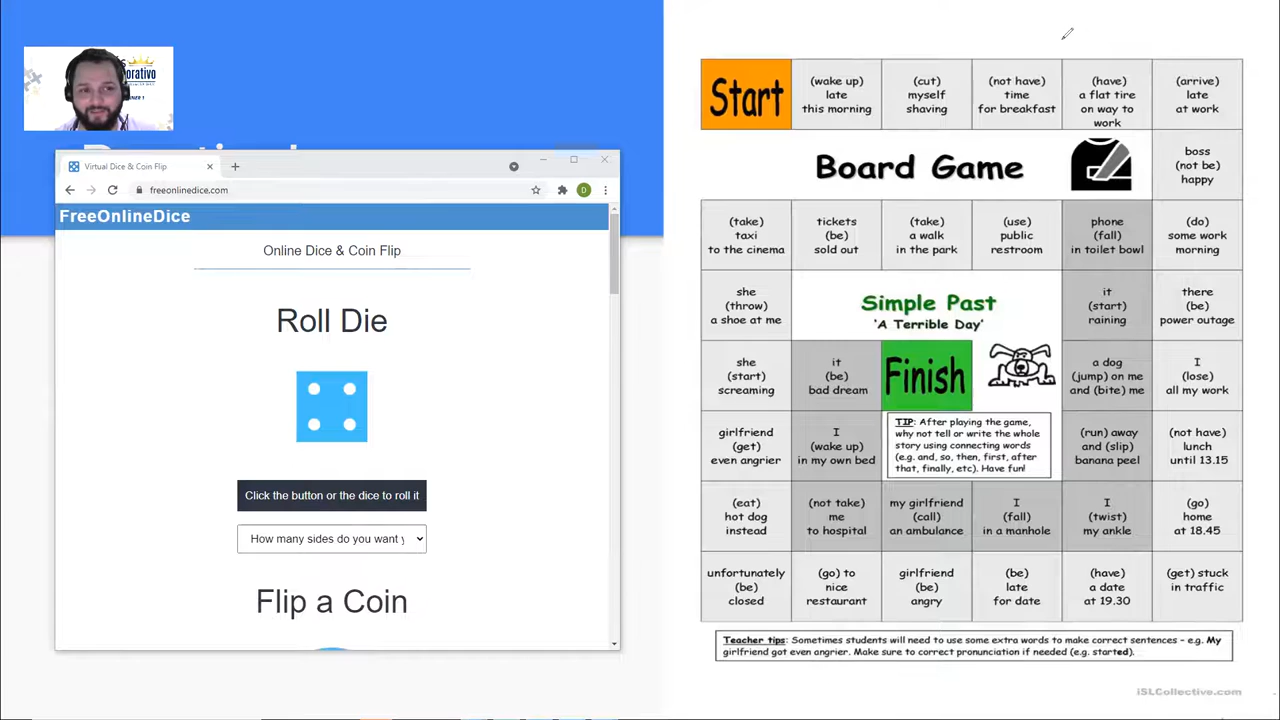 orativo
Virtual Dice & Coin Flip
freeonlinedice.com
D
FreeOnlineDice
Online Dice & Coin Flip
Roll Die
Click the button or the dice to roll it
How many sides do you want y
Flip a Coin
Start
(wake up)
late
this morning
(cut)
myself
shaving
(not have)
time
for breakfast
(have)
a flat tire
on way to
work
(arrive)
late
at work
Board Game
boss
(not be)
happy
(take)
taxi
to the cinema
tickets
(be)
sold out
(take)
a walk
in the park
(use)
public
restroom
phone
(fall)
in toilet bowl
(do)
some work
morning
she
(throw)
a shoe at me
Simple Past
'A Terrible Day'
it
(start)
raining
there
(be)
power outage
she
(start)
screaming
it
(be)
bad dream
Finish
a dog
(jump) on me
and (bite) me
I
(lose)
all my work
girlfriend
(get)
even angrier
I
(wake up)
in my own bed
TIP: After playing the game,
why not tell or write the whole
story using connecting words
(e.g. and, so, then, first, after
that, finally, etc). Have fun!
(run) away
and (slip)
banana peel
(not have)
lunch
until 13.15
(eat)
hot dog
instead
(not take)
me
to hospital
my girlfriend
(call)
an ambulance
I
(fall)
in a manhole
I
(twist)
my ankle
(go)
home
at 18.45
unfortunately
(be)
closed
(go) to
nice
restaurant
girlfriend
(be)
angry
(be)
late
for date
(have)
a date
at 19.30
(get) stuck
in traffic
Teacher tips: Sometimes students will need to use some extra words to make correct sentences - e.g. My
girlfriend got even angrier. Make sure to correct pronunciation if needed (e.g. started).
iSLCollective.com